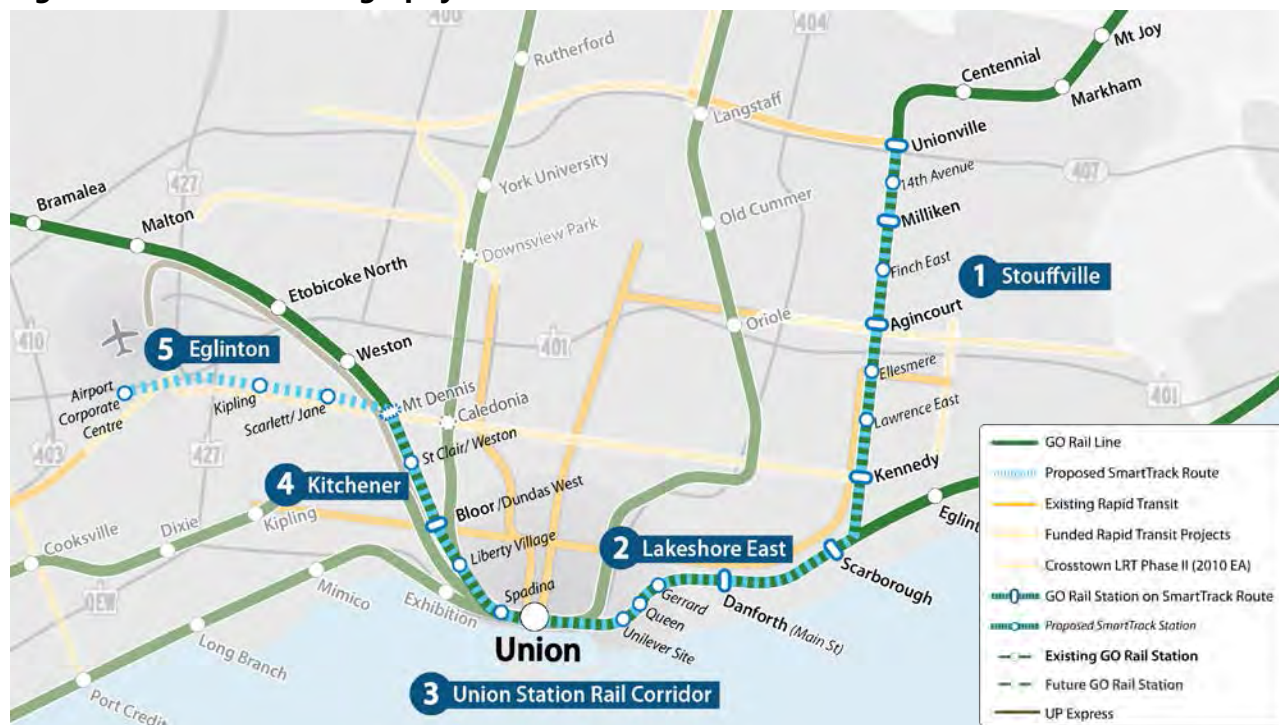 400
404
Rutherford
Mt Joy
Centennial
Markham
Langstaff
Unionville
427
York University
14th Avenue
407
Bramalea
Malton
Old Cummer
Milliken
Downsview Park
Etobicoke North
Finch East
1 Stouffville
410
Agincourt
Oriole
401
5 Eglinton
Weston
Ellesmere
401
Airport
Corporate
Centre
Kipling
Scarlett/ Jane
Mt Dennis
Caledonia
Lawrence East
403
427
St Clair/ Weston
Kennedy
4 Kitchener
Bloor/Dundas West
Kipling
Dixie
Cooksville
Liberty Village
2 Lakeshore East
Scarborough
QEW
Mimico
Exhibition
Spadina
Gerrard
Queen
Danforth (Main St)
Unilever Site
Union
Long Branch
Port Credit
3 Union Station Rail Corridor
GO Rail Line
Proposed SmartTrack Route
Existing Rapid Transit
Funded Rapid Transit Projects
Crosstown LRT Phase II (2010 EA)
GO Rail Station on SmartTrack Route
Proposed SmartTrack Station
Existing GO Rail Station
Future GO Rail Station
UP Express